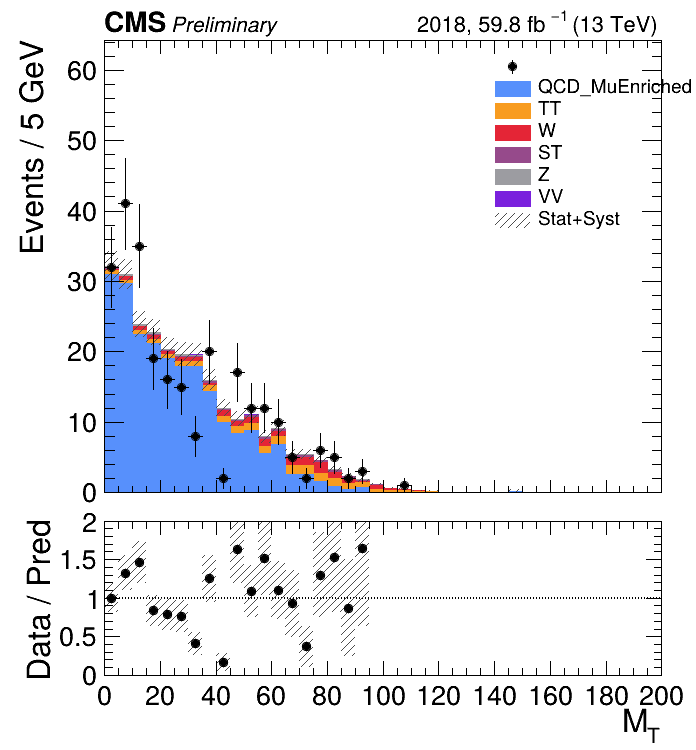 CMS Preliminary 2018, 59.8 fb⁻¹ (13 TeV)
Events / 5 GeV
60
50
40
30
20
10
0
QCD_MuEnriched
TT
W
ST
Z
VV
Stat+Syst
Data / Pred
2
1.5
1
0.5
0
0 20 40 60 80 100 120 140 160 180 200
M_T